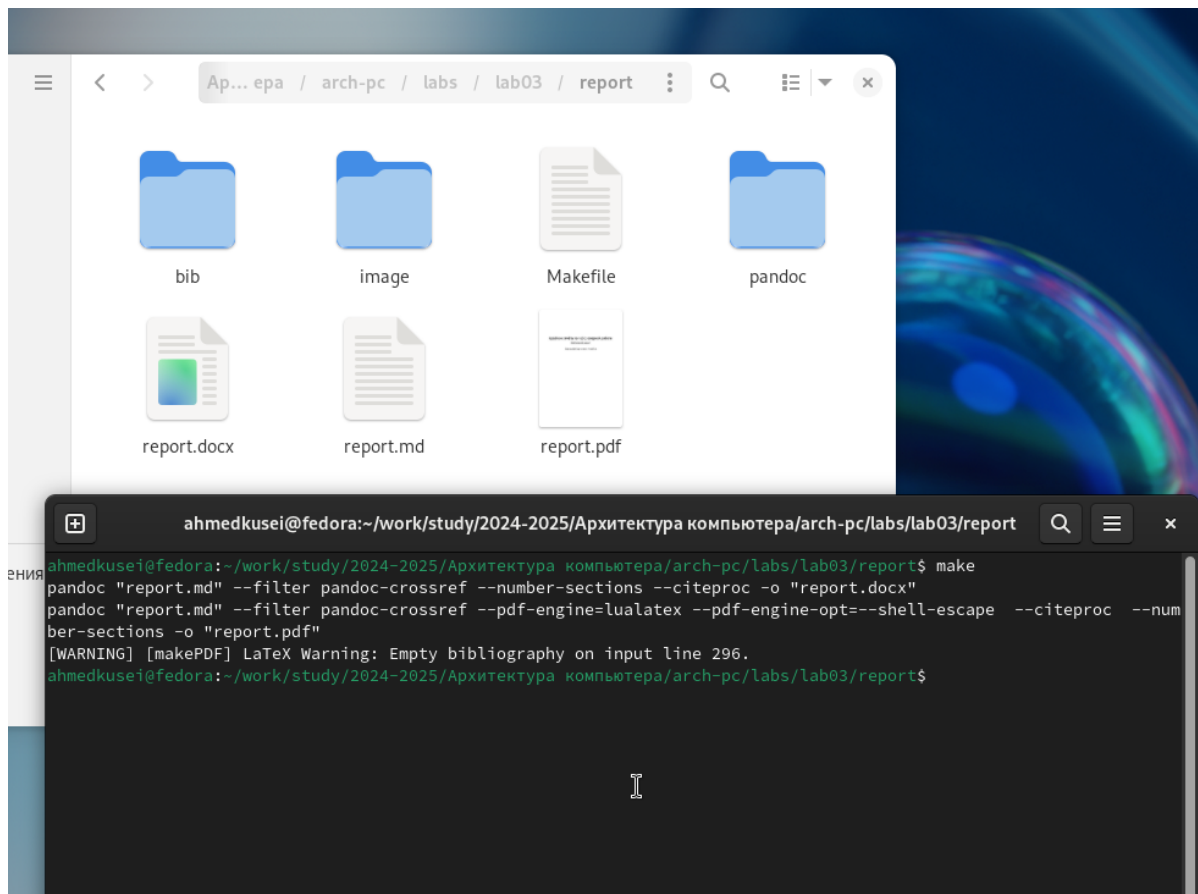 Ap... ера / arch-pc / labs / lab03 / report
bib
image
Makefile
pandoc
report.docx
report.md
report.pdf
ения
ahmedkusei@fedora:~/work/study/2024-2025/Архитектура компьютера/arch-pc/labs/lab03/report
ahmedkusei@fedora:~/work/study/2024-2025/Архитектура компьютера/arch-pc/labs/lab03/report$ make
pandoc "report.md" --filter pandoc-crossref --number-sections --citeproc -o "report.docx"
pandoc "report.md" --filter pandoc-crossref --pdf-engine=lualatex --pdf-engine-opt=--shell-escape  --citeproc  --num
ber-sections -o "report.pdf"
[WARNING] [makePDF] LaTeX Warning: Empty bibliography on input line 296.
ahmedkusei@fedora:~/work/study/2024-2025/Архитектура компьютера/arch-pc/labs/lab03/report$